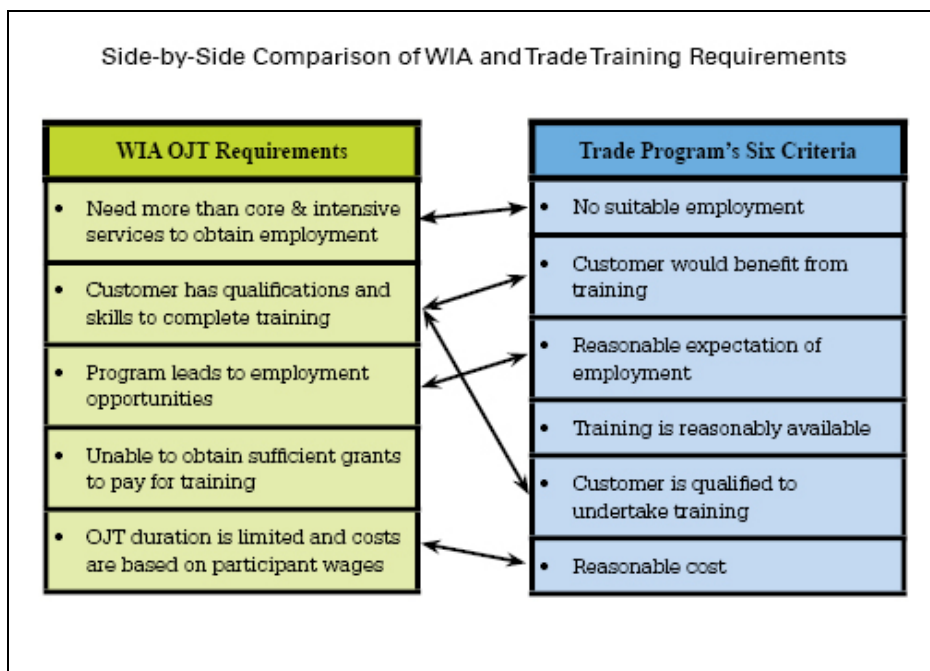 Side-by-Side Comparison of WIA and Trade Training Requirements
WIA OJT Requirements
• Need more than core & intensive
services to obtain employment
• Customer has qualifications and
skills to complete training
• Program leads to employment
opportunities
• Unable to obtain sufficient grants
to pay for training
• OJT duration is limited and costs
are based on participant wages
Trade Program's Six Criteria
• No suitable employment
• Customer would benefit from
training
• Reasonable expectation of
employment
• Training is reasonably available
• Customer is qualified to
undertake training
• Reasonable cost